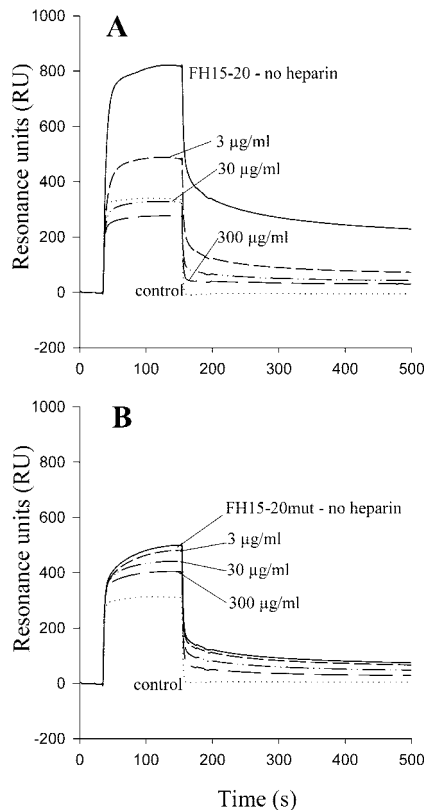 A
1000
800
600
400
200
0
-200
Resonance units (RU)
FH15-20 - no heparin
3 µg/ml
30 µg/ml
300 µg/ml
control
0 100 200 300 400 500
B
1000
800
600
400
200
0
-200
Resonance units (RU)
FH15-20mut - no heparin
3 µg/ml
30 µg/ml
300 µg/ml
control
0 100 200 300 400 500
Time (s)